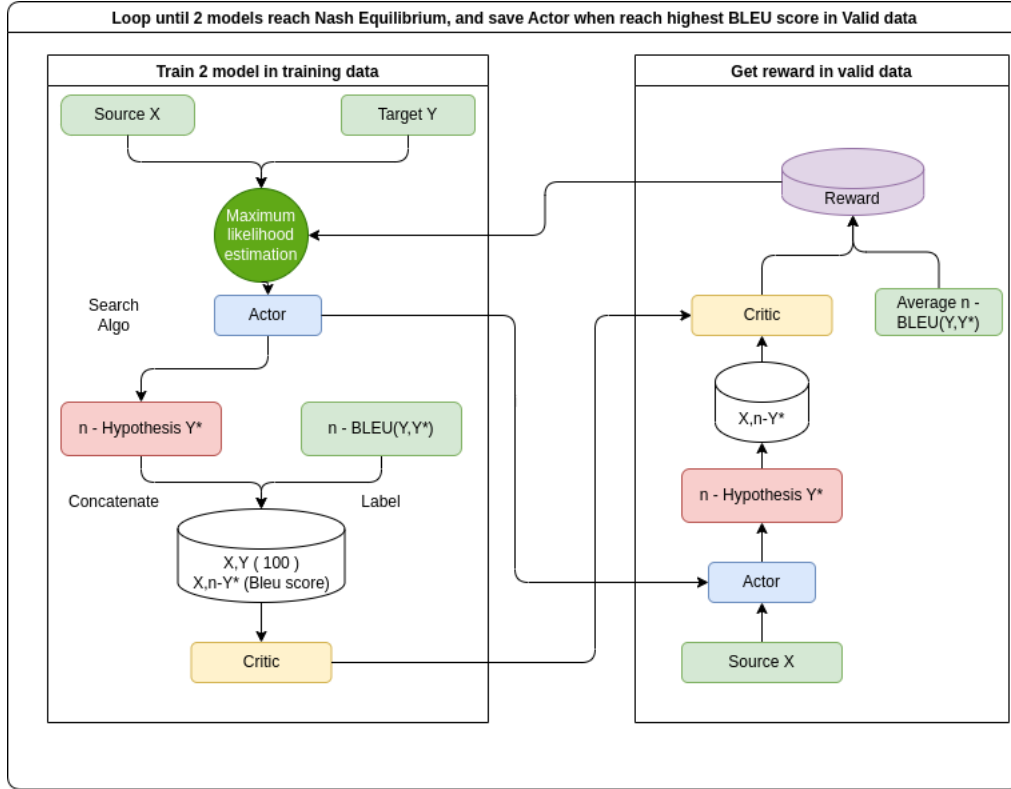 Loop until 2 models reach Nash Equilibrium, and save Actor when reach highest BLEU score in Valid data
Train 2 model in training data
Source X
Target Y
Maximum
likelihood
estimation
Search
Algo
Actor
n - Hypothesis Y*
n - BLEU(Y,Y*)
Concatenate
Label
X,Y ( 100 )
X,n-Y* (Bleu score)
Critic
Get reward in valid data
Reward
Critic
Average n -
BLEU(Y,Y*)
X,n-Y*
n - Hypothesis Y*
Actor
Source X